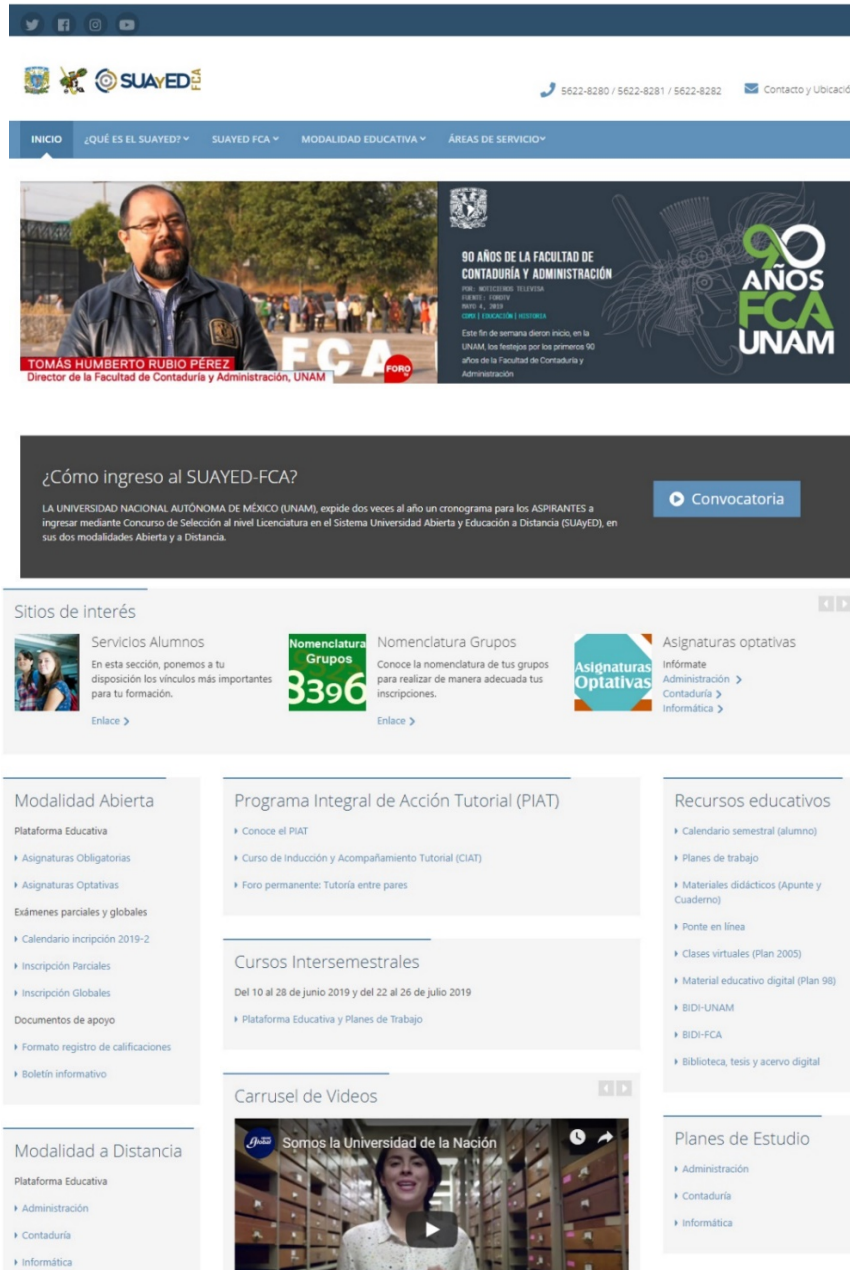 SUAyED FCA
5622-8280 / 5622-8281 / 5622-8282
Contacto y Ubicació
INICIO
¿QUÉ ES EL SUAYED?
SUAYED FCA
MODALIDAD EDUCATIVA
ÁREAS DE SERVICIO
TOMÁS HUMBERTO RUBIO PÉREZ
Director de la Facultad de Contaduría y Administración, UNAM
FCA
FORO
90 AÑOS DE LA FACULTAD DE
CONTADURÍA Y ADMINISTRACIÓN
POR: NOTICIEROS TELEVISA
FUENTE: FOROTV
MAYO 4, 2019
CDMX | EDUCACIÓN | HISTORIA
Este fin de semana dieron inicio, en la
UNAM, los festejos por los primeros 90
años de la Facultad de Contaduría y
Administración
90
AÑOS
FCA
UNAM
¿Cómo ingreso al SUAYED-FCA?
LA UNIVERSIDAD NACIONAL AUTÓNOMA DE MÉXICO (UNAM), expide dos veces al año un cronograma para los ASPIRANTES a
ingresar mediante Concurso de Selección al nivel Licenciatura en el Sistema Universidad Abierta y Educación a Distancia (SUAyED), en
sus dos modalidades Abierta y a Distancia.
Convocatoria
Sitios de interés
Servicios Alumnos
En esta sección, ponemos a tu
disposición los vínculos más importantes
para tu formación.
Enlace
Nomenclatura
Grupos
8396
Nomenclatura Grupos
Conoce la nomenclatura de tus grupos
para realizar de manera adecuada tus
inscripciones.
Enlace
Asignaturas
Optativas
Asignaturas optativas
Infórmate
Administración
Contaduría
Informática
Modalidad Abierta
Plataforma Educativa
Asignaturas Obligatorias
Asignaturas Optativas
Exámenes parciales y globales
Calendario incripción 2019-2
Inscripción Parciales
Inscripción Globales
Documentos de apoyo
Formato registro de calificaciones
Boletín informativo
Modalidad a Distancia
Plataforma Educativa
Administración
Contaduría
Informática
Programa Integral de Acción Tutorial (PIAT)
Conoce el PIAT
Curso de Inducción y Acompañamiento Tutorial (CIAT)
Foro permanente: Tutoría entre pares
Cursos Intersemestrales
Del 10 al 28 de junio 2019 y del 22 al 26 de julio 2019
Plataforma Educativa y Planes de Trabajo
Carrusel de Videos
Somos la Universidad de la Nación
Recursos educativos
Calendario semestral (alumno)
Planes de trabajo
Materiales didácticos (Apunte y
Cuaderno)
Ponte en línea
Clases virtuales (Plan 2005)
Material educativo digital (Plan 98)
BIDI-UNAM
BIDI-FCA
Biblioteca, tesis y acervo digital
Planes de Estudio
Administración
Contaduría
Informática